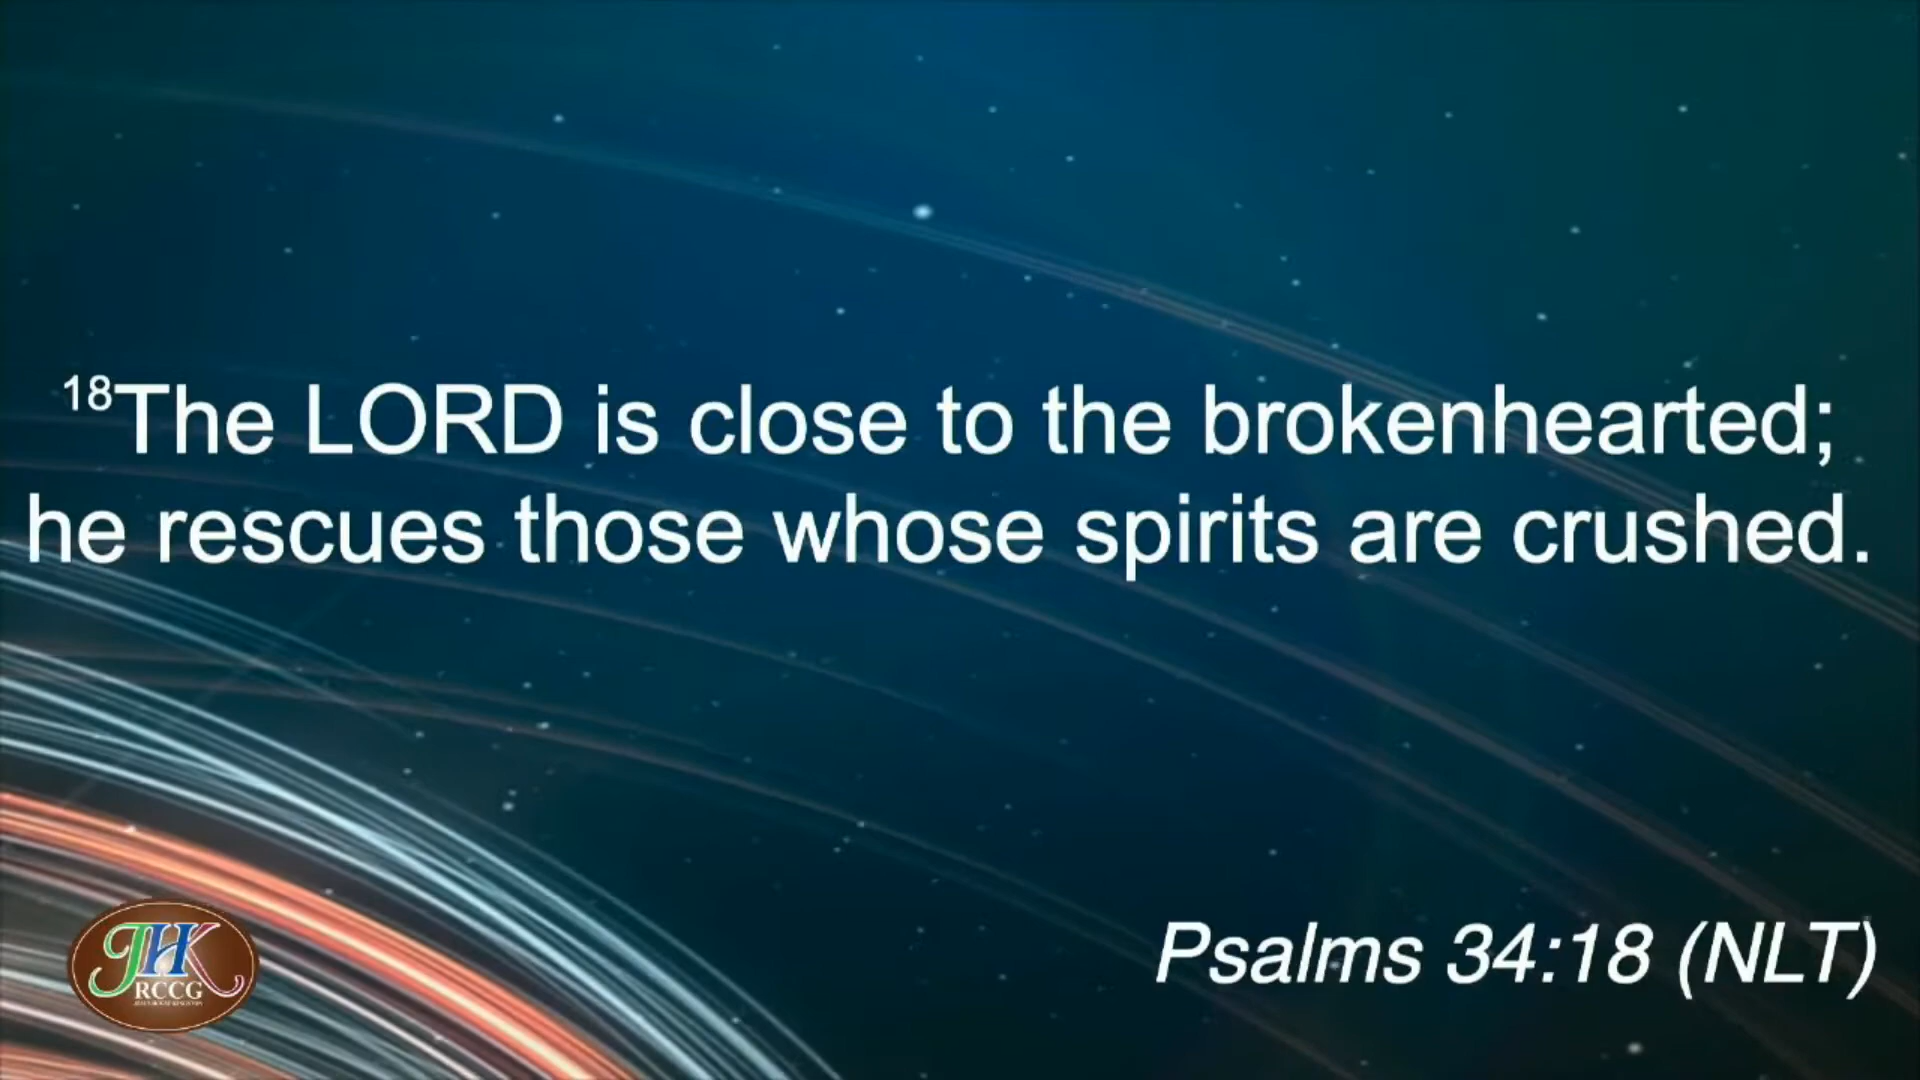 18The LORD is close to the brokenhearted;
he rescues those whose spirits are crushed.
Psalms 34:18 (NLT)
JHK
RCCG